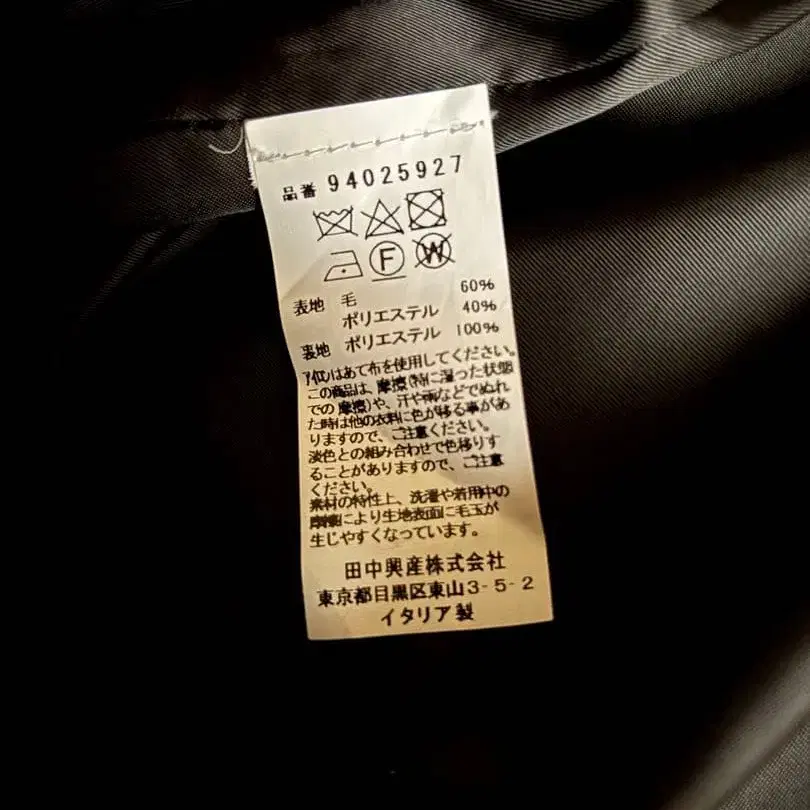 品番 94025927
F W
表地 毛 60%
ポリエステル 40%
裏地 ポリエステル 100%
アイロンはあて布を使用してください。
この商品は、摩擦(特に湿った状態
での摩擦)や、汗や雨などでぬれ
た時は他の衣料に色が移る事があ
りますので、ご注意ください。
淡色との組み合わせで色移りす
ることがありますので、ご注意
ください。
素材の特性上、洗濯や着用中の
摩擦により生地表面に毛玉が
生じやすくなっています。
田中興産株式会社
東京都目黒区東山3-5-2
イタリア製